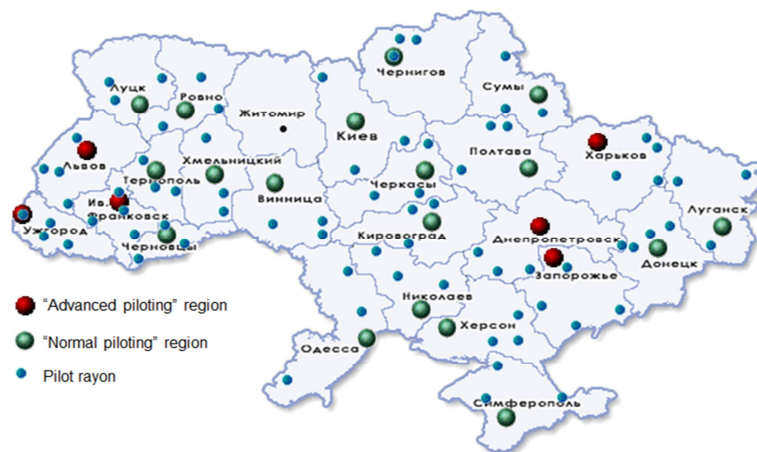 Чернигов
Луцк
Ровно
Сумы
Житомир
Киев
Львов
Тернополь
Хмельницкий
Полтава
Харьков
Ив.
Франковск
Винница
Черкасы
Луганск
Ужгород
Черновцы
Кировоград
Днепропетровск
Донецк
Запорожье
"Advanced piloting" region
Николаев
Херсон
"Normal piloting" region
Одесса
Pilot rayon
Симферополь